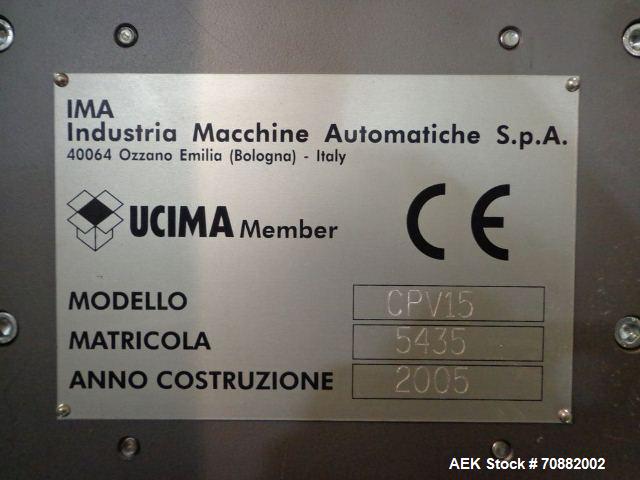 IMA
Industria Macchine Automatiche S.p.A.
40064 Ozzano Emilia (Bologna) - Italy
UCIMA Member CE
MODELLO CPV15
MATRICOLA 5435
ANNO COSTRUZIONE 2005
AEK Stock # 70882002